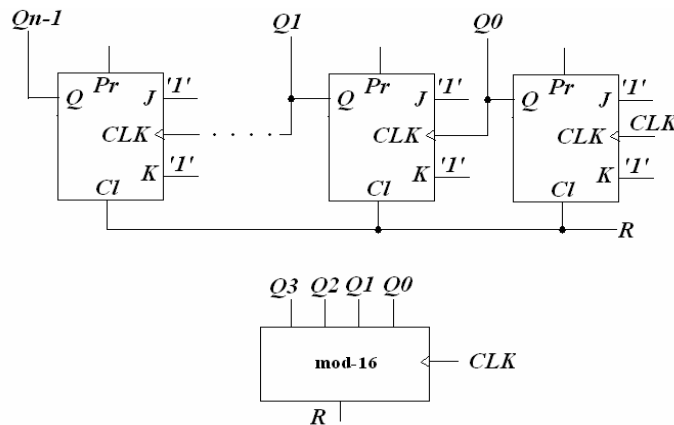 Qn-1 Q1 Q0
Pr Pr Pr
Q J '1' Q J '1' Q J '1'
CLK . . . . CLK CLK CLK
K '1' K '1' K '1'
Cl Cl Cl
R
Q3 Q2 Q1 Q0
mod-16 CLK
R